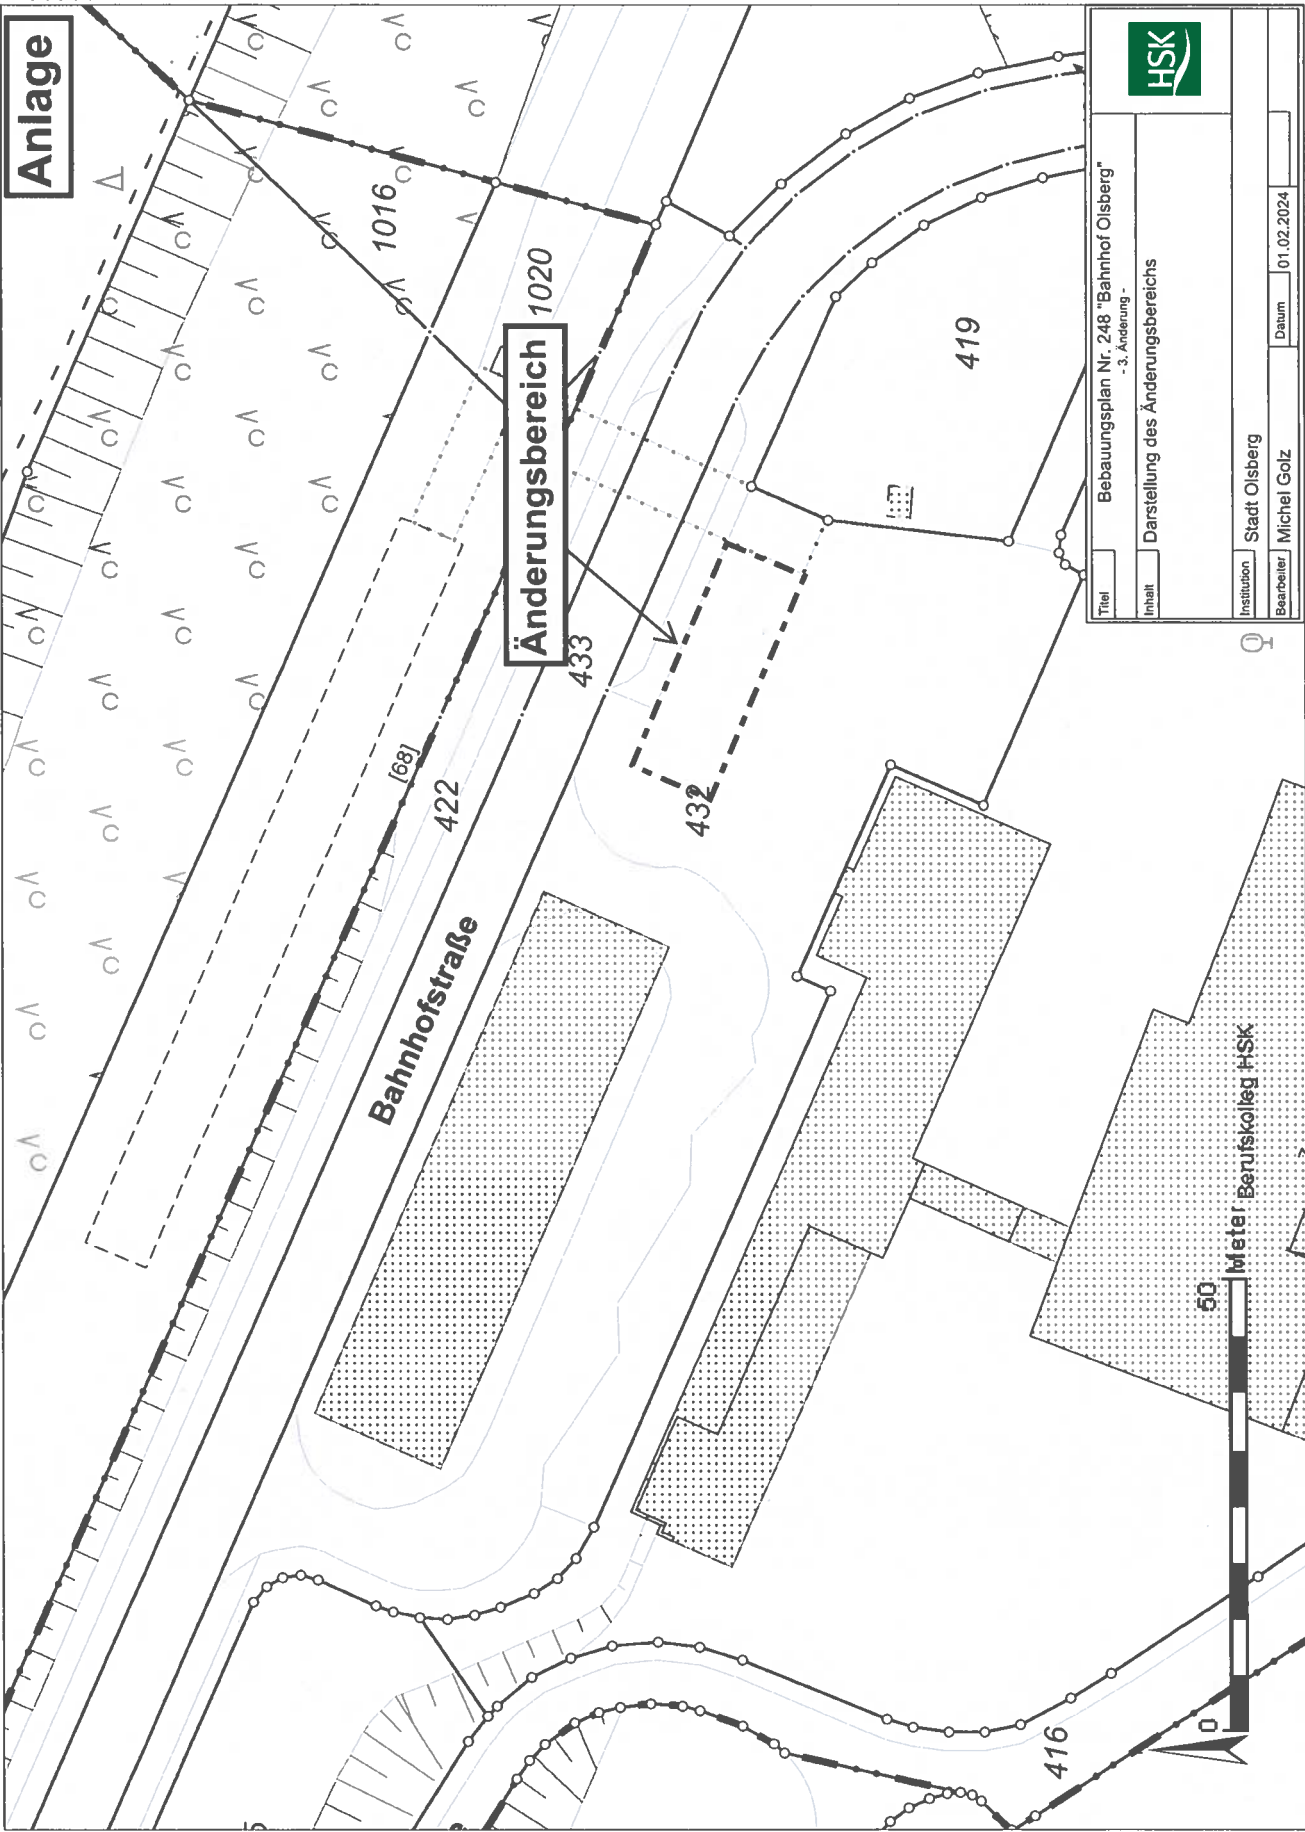 Anlage
1016
1020
Änderungsbereich
433
419
[68]
422
432
Bahnhofstraße
416
0
50
Meter
Berufskolleg HSK
HSK
Titel
Bebauungsplan Nr. 248 "Bahnhof Olsberg"
- 3. Änderung -
Inhalt
Darstellung des Änderungsbereichs
Institution
Stadt Olsberg
Bearbeiter
Michel Golz
Datum
01.02.2024